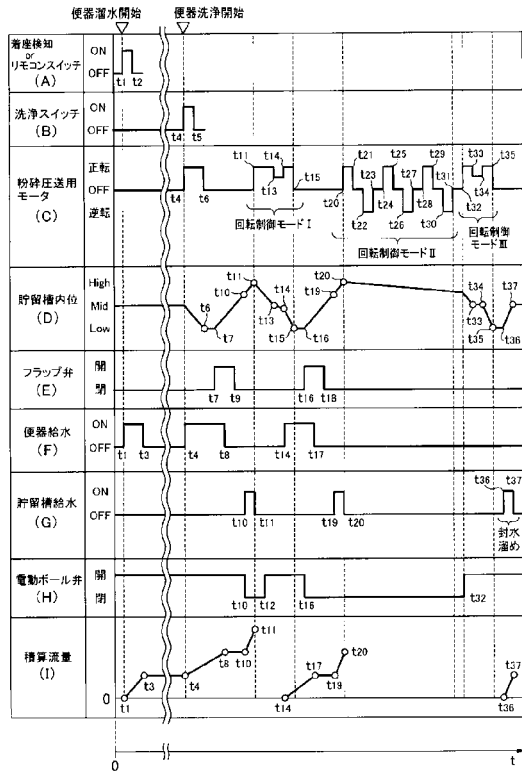 便器溜水開始 便器洗浄開始
着座検知
or
リモコンスイッチ
(A)
ON
OFF
t1 t2
洗浄スイッチ
(B)
ON
OFF
t4 t5
粉砕圧送用
モータ
(C)
正転
OFF
逆転
t4 t6
t11 t14
t13 t15
回転制御モードⅠ
t21 t25 t29
t23 t27 t31
t20 t24 t28 t32
t22 t26 t30
回転制御モードⅡ
t33 t35
t34
回転制御
モードⅢ
貯留槽内位
(D)
High
Mid
Low
t6
t7
t10
t11
t13
t14
t15
t16
t19
t20
t34
t33
t35
t37
t36
フラップ弁
(E)
開
閉
t7 t9 t16 t18
便器給水
(F)
ON
OFF
t1 t3 t4 t8 t14 t17
貯留槽給水
(G)
ON
OFF
t10 t11 t19 t20
t36 t37
封水
溜め
電動ボール弁
(H)
開
閉
t10 t12 t16 t32
積算流量
(I)
0
t1 t3 t4 t8 t10 t11
t14 t17 t19 t20
t36 t37
0 t